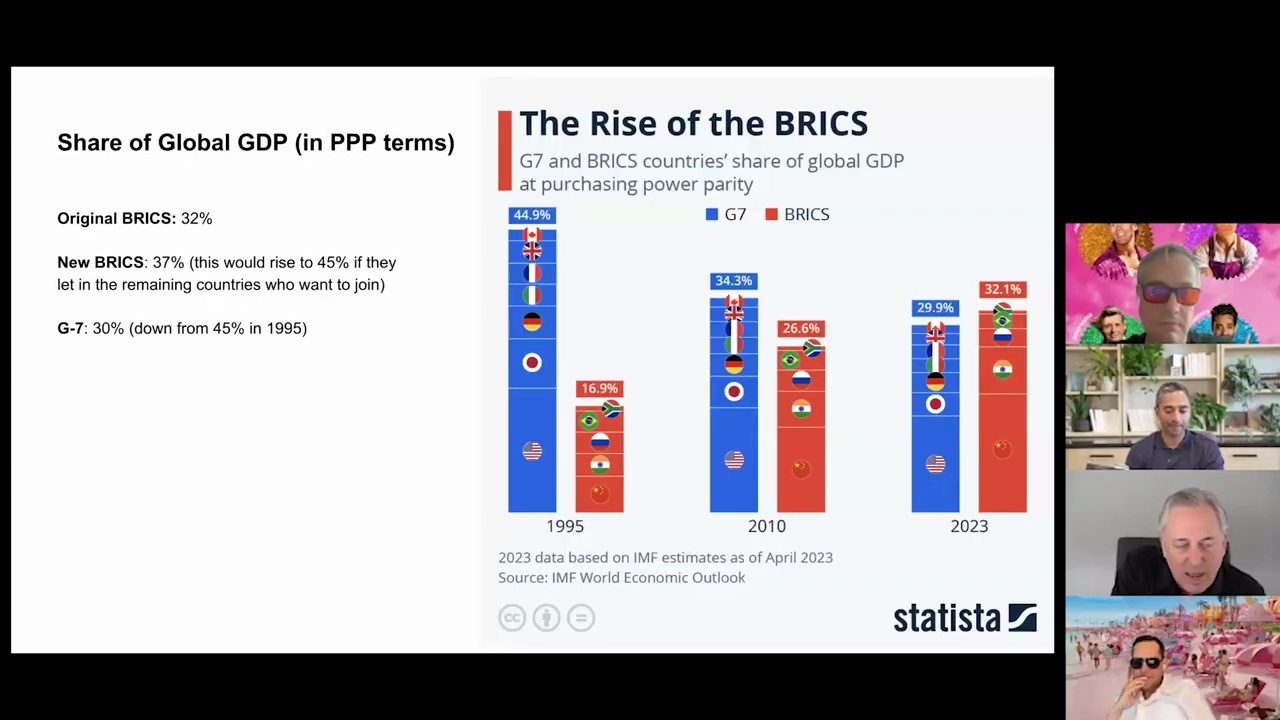 Share of Global GDP (in PPP terms)
Original BRICS: 32%
New BRICS: 37% (this would rise to 45% if they
let in the remaining countries who want to join)
G-7: 30% (down from 45% in 1995)
The Rise of the BRICS
G7 and BRICS countries’ share of global GDP
at purchasing power parity
G7 BRICS
44.9%
16.9%
34.3%
26.6%
29.9%
32.1%
1995 2010 2023
2023 data based on IMF estimates as of April 2023
Source: IMF World Economic Outlook
cc
statista